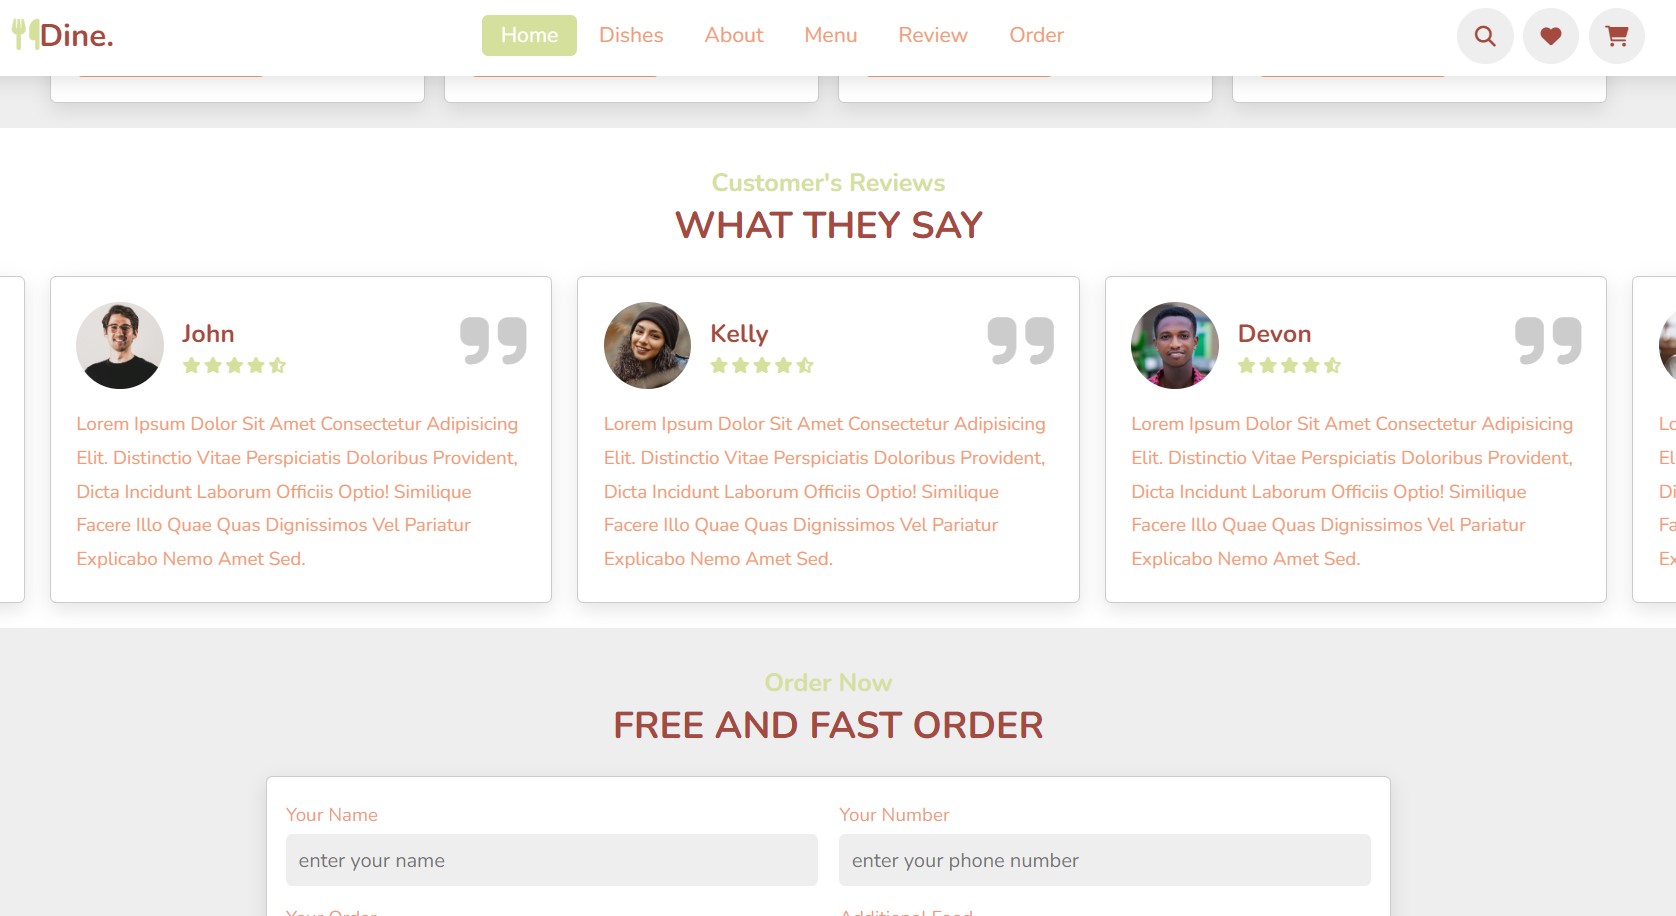 Dine.
Home Dishes About Menu Review Order
Customer's Reviews
WHAT THEY SAY
John
Lorem Ipsum Dolor Sit Amet Consectetur Adipisicing
Elit. Distinctio Vitae Perspiciatis Doloribus Provident,
Dicta Incidunt Laborum Officiis Optio! Similique
Facere Illo Quae Quas Dignissimos Vel Pariatur
Explicabo Nemo Amet Sed.
Kelly
Lorem Ipsum Dolor Sit Amet Consectetur Adipisicing
Elit. Distinctio Vitae Perspiciatis Doloribus Provident,
Dicta Incidunt Laborum Officiis Optio! Similique
Facere Illo Quae Quas Dignissimos Vel Pariatur
Explicabo Nemo Amet Sed.
Devon
Lorem Ipsum Dolor Sit Amet Consectetur Adipisicing
Elit. Distinctio Vitae Perspiciatis Doloribus Provident,
Dicta Incidunt Laborum Officiis Optio! Similique
Facere Illo Quae Quas Dignissimos Vel Pariatur
Explicabo Nemo Amet Sed.
Lo
El
Di
Fa
Ex
Order Now
FREE AND FAST ORDER
Your Name
enter your name
Your Number
enter your phone number
Your Order
Additional Food